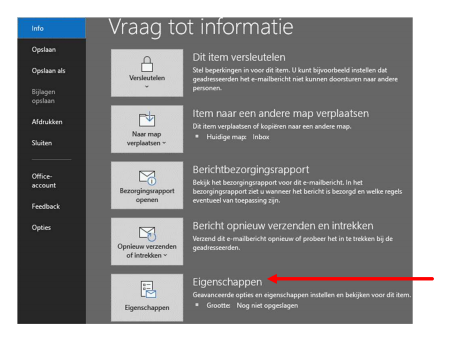 Info
Opslaan
Opslaan als
Bijlagen
opslaan
Afdrukken
Sluiten
Office-
account
Feedback
Opties
Vraag tot informatie
Versleutelen
Dit item versleutelen
Stel beperkingen in voor dit item. U kunt bijvoorbeeld instellen dat
geadresseerden het e-mailbericht niet kunnen doorsturen naar andere
personen.
Naar map
verplaatsen
Item naar een andere map verplaatsen
Dit item verplaatsen of kopiëren naar een andere map.
Huidige map: Inbox
Bezorgingsrapport
openen
Berichtbezorgingsrapport
Bekijk het bezorgingsrapport voor dit e-mailbericht. In het
bezorgingsrapport ziet u wanneer het bericht is bezorgd en welke regels
eventueel van toepassing zijn.
Opnieuw verzenden
of intrekken
Bericht opnieuw verzenden en intrekken
Verzend dit e-mailbericht opnieuw of probeer het in te trekken bij de
geadresseerden.
Eigenschappen
Eigenschappen
Geavanceerde opties en eigenschappen instellen en bekijken voor dit item.
Grootte: Nog niet opgeslagen